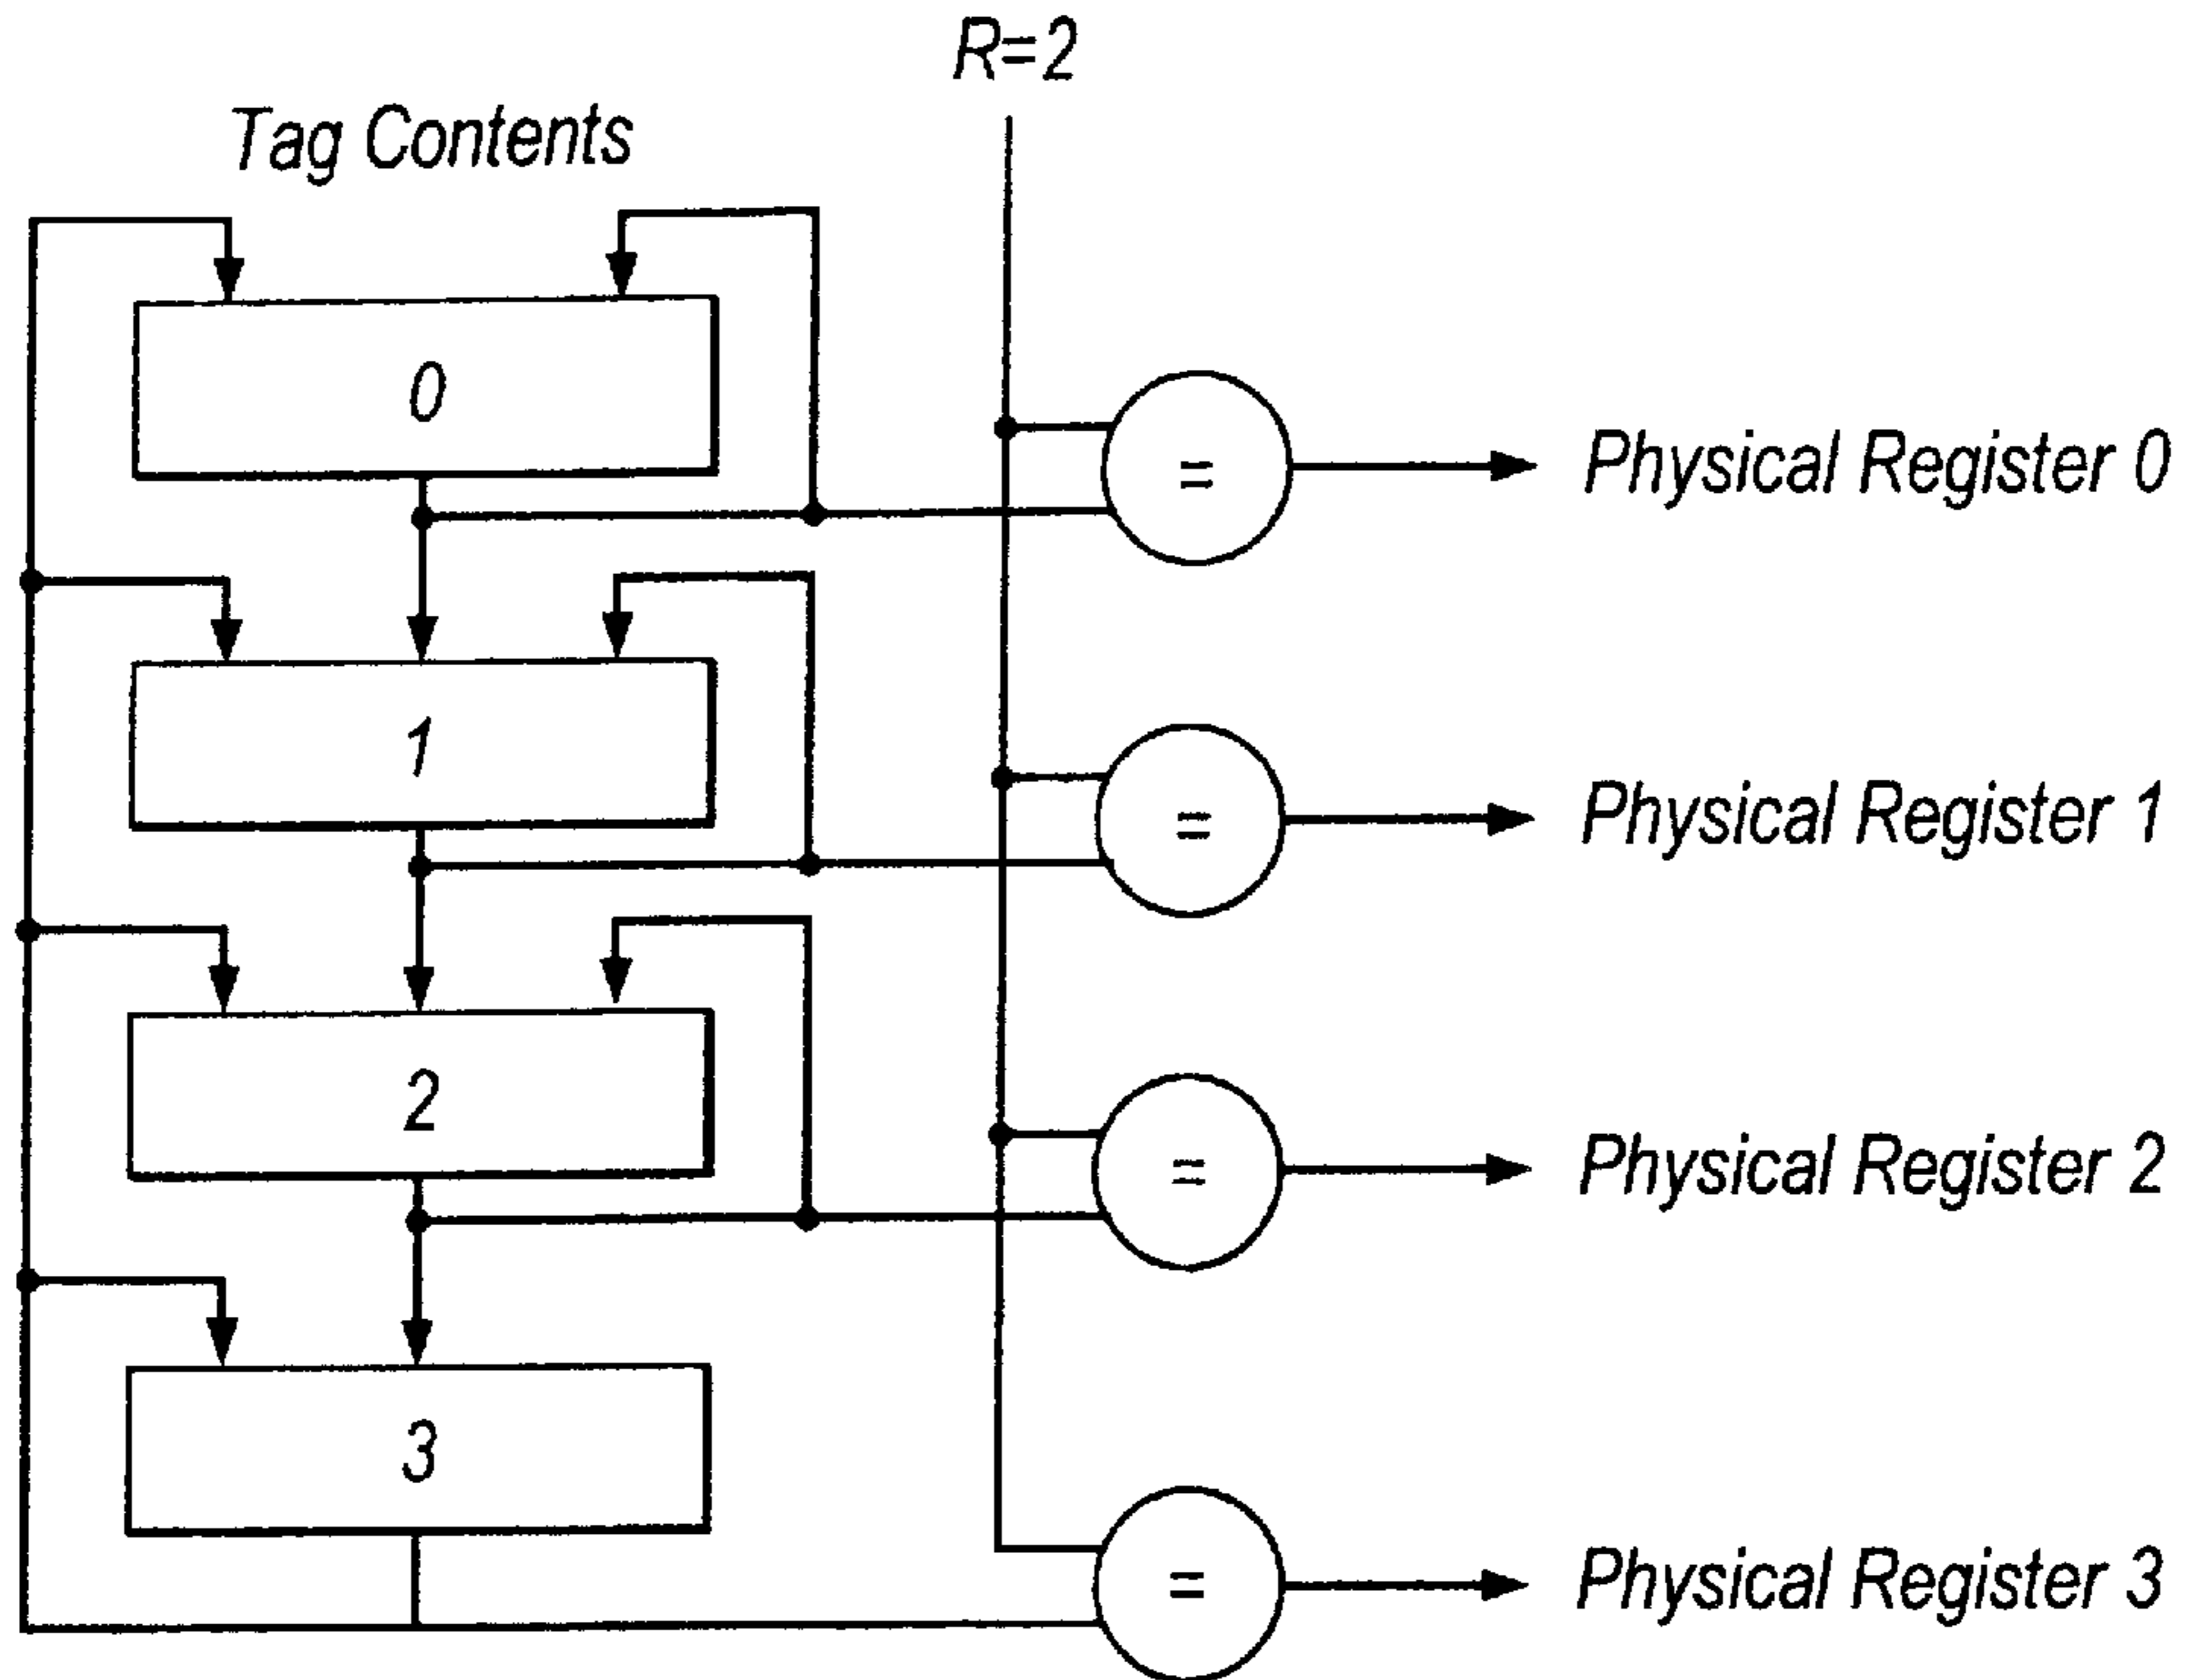 R=2
Tag Contents
0
= Physical Register 0
1
= Physical Register 1
2
= Physical Register 2
3
= Physical Register 3